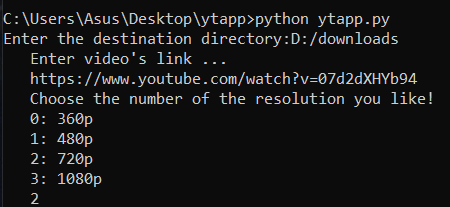 C:\Users\Asus\Desktop\ytapp>python ytapp.py
Enter the destination directory:D:/downloads
Enter video's link ...
https://www.youtube.com/watch?v=07d2dXHYb94
Choose the number of the resolution you like!
0: 360p
1: 480p
2: 720p
3: 1080p
2